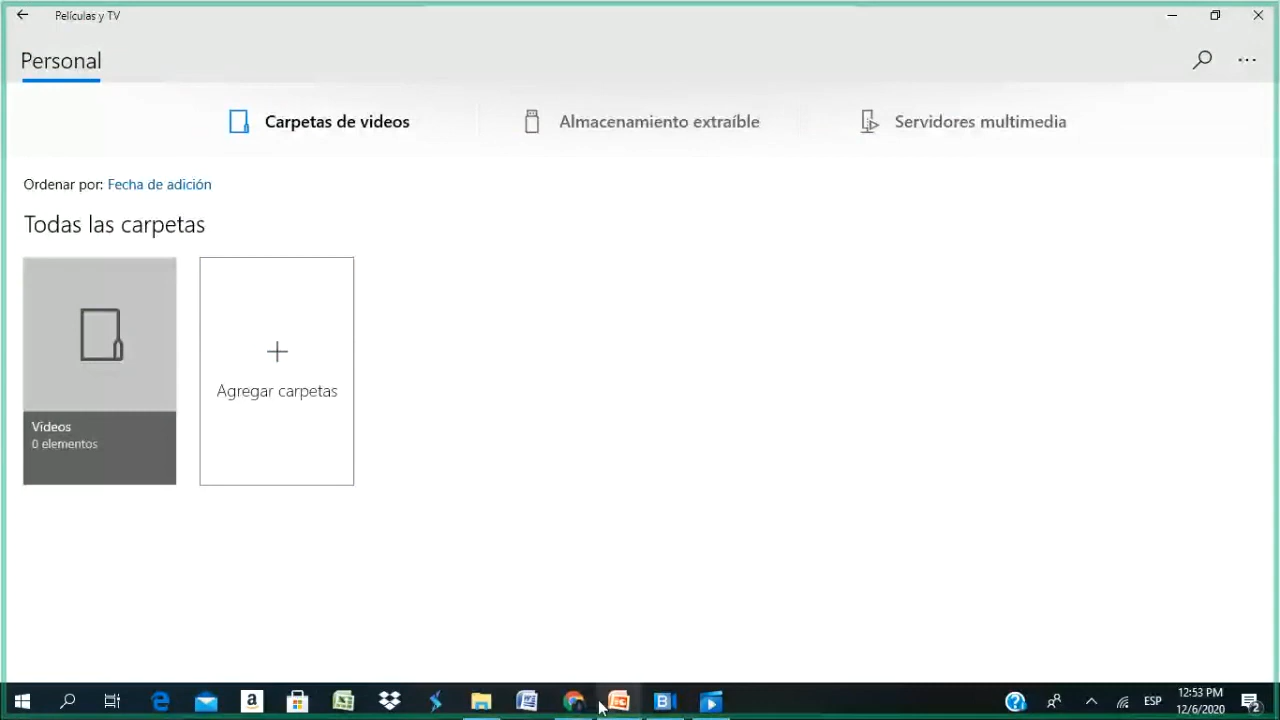 Películas y TV
Personal
Carpetas de videos
Almacenamiento extraíble
Servidores multimedia
Ordenar por: Fecha de adición
Todas las carpetas
Vídeos
0 elementos
Agregar carpetas
ESP
12:53 PM
12/6/2020
2